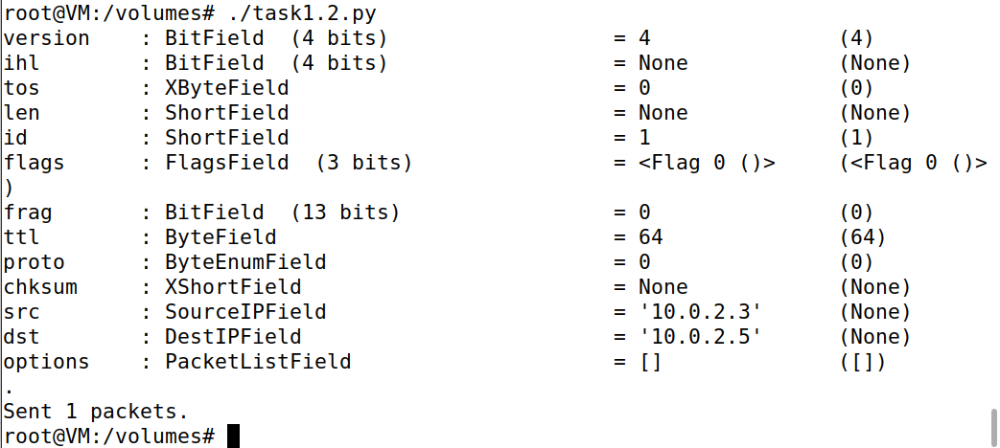 root@VM:/volumes# ./task1.2.py
version    : BitField  (4 bits)                  = 4               (4)
ihl        : BitField  (4 bits)                  = None            (None)
tos        : XByteField                          = 0               (0)
len        : ShortField                          = None            (None)
id         : ShortField                          = 1               (1)
flags      : FlagsField  (3 bits)                = <Flag 0 ()>     (<Flag 0 ()>
)
frag       : BitField  (13 bits)                 = 0               (0)
ttl        : ByteField                           = 64              (64)
proto      : ByteEnumField                       = 0               (0)
chksum     : XShortField                         = None            (None)
src        : SourceIPField                       = '10.0.2.3'      (None)
dst        : DestIPField                         = '10.0.2.5'      (None)
options    : PacketListField                     = []              ([])
.
Sent 1 packets.
root@VM:/volumes#